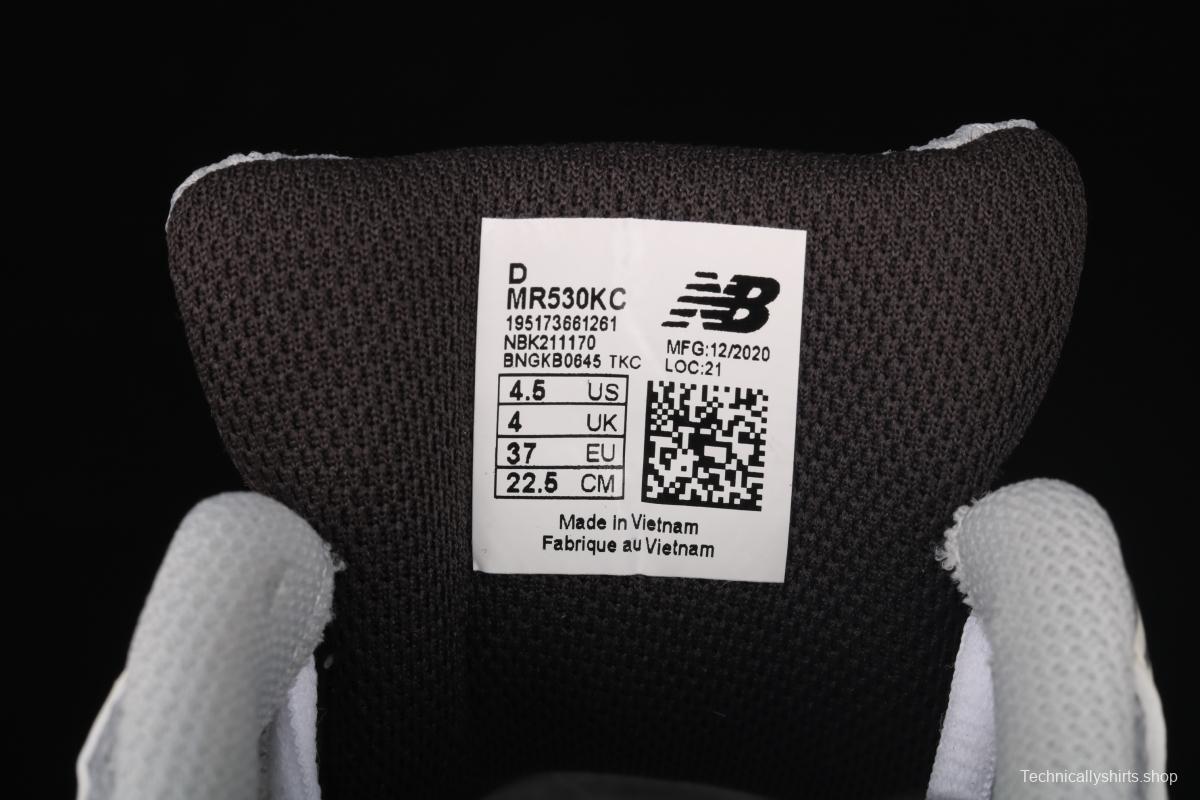 D
MR530KC
195173661261
NBK211170
BNGKB0645 TKC
NB
MFG:12/2020
LOC:21
4.5 US
4 UK
37 EU
22.5 CM
Made in Vietnam
Fabrique au Vietnam
Technicallyshirts.shop